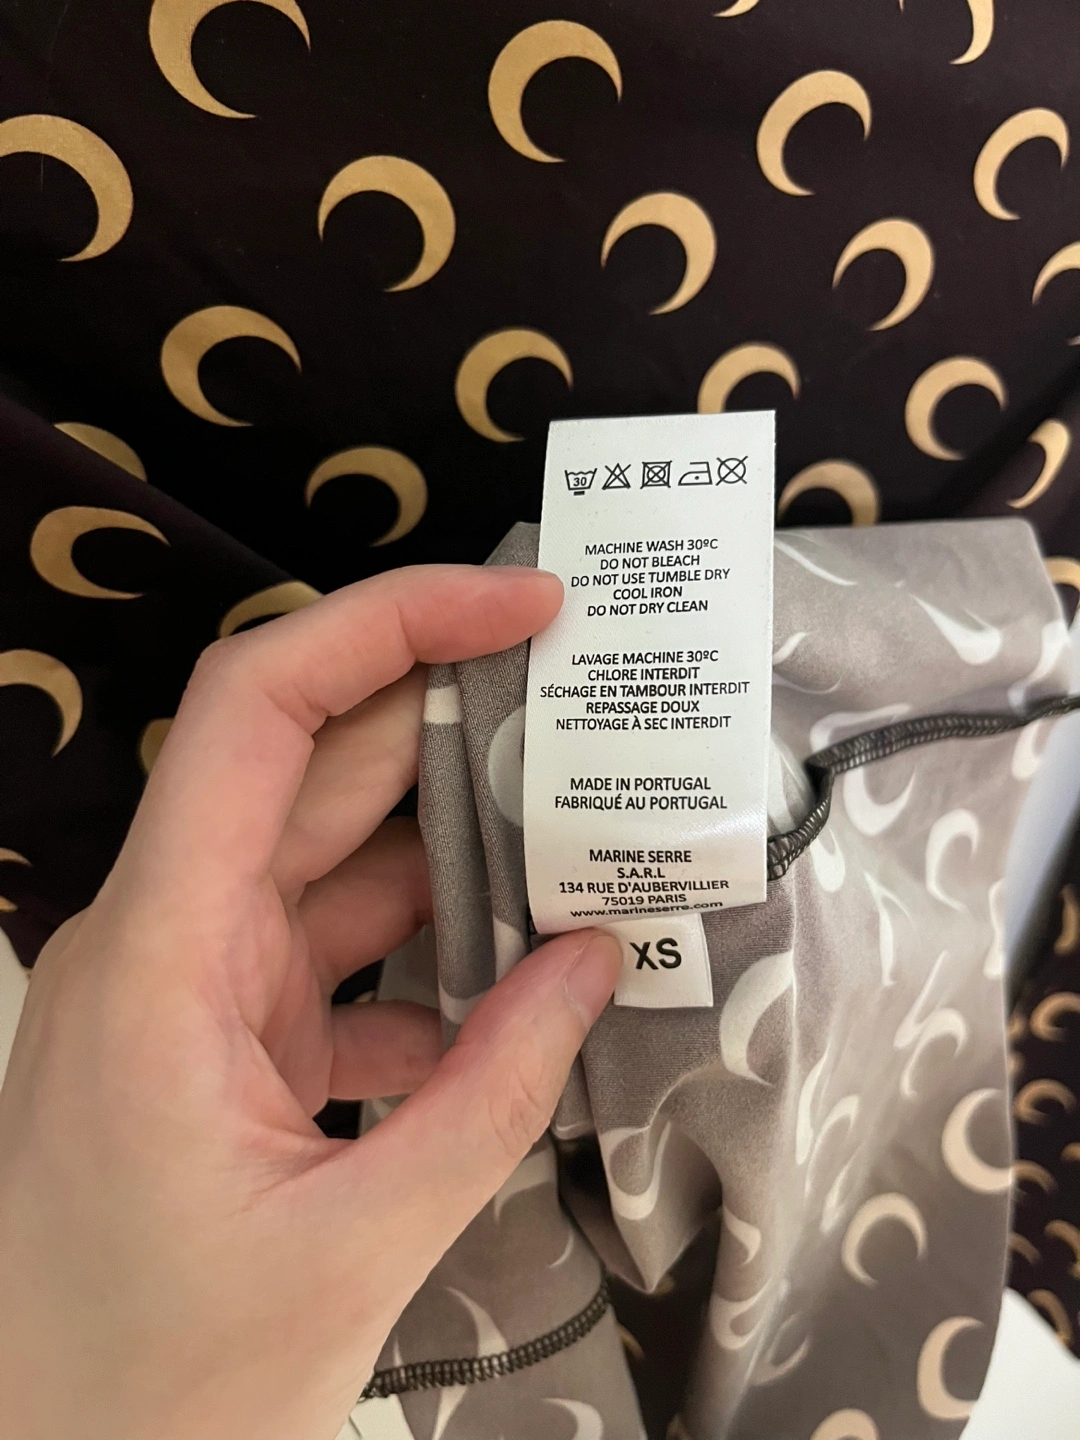 30
MACHINE WASH 30ºC
DO NOT BLEACH
DO NOT USE TUMBLE DRY
COOL IRON
DO NOT DRY CLEAN
LAVAGE MACHINE 30ºC
CHLORE INTERDIT
SÉCHAGE EN TAMBOUR INTERDIT
REPASSAGE DOUX
NETTOYAGE À SEC INTERDIT
MADE IN PORTUGAL
FABRIQUÉ AU PORTUGAL
MARINE SERRE
S.A.R.L
134 RUE D'AUBERVILLIER
75019 PARIS
www.marineserre.com
XS